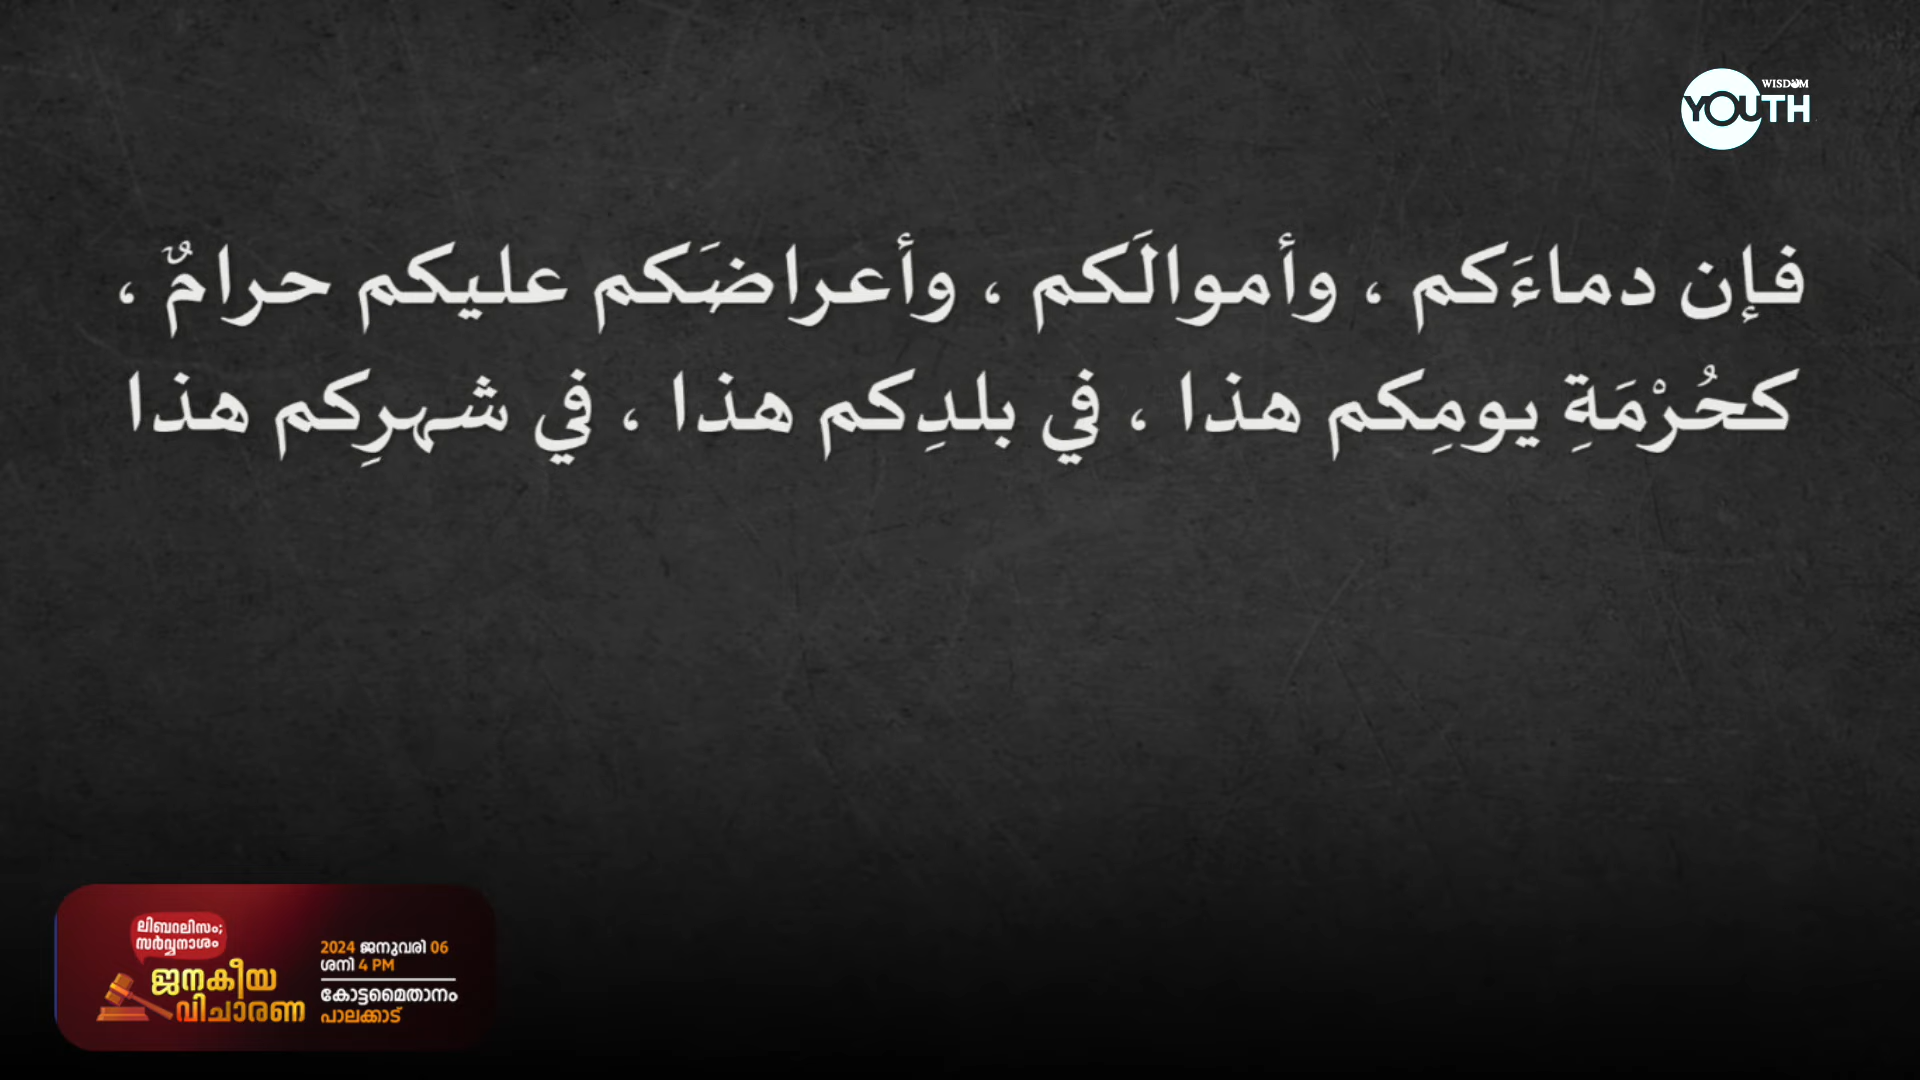 WISDOM
YOUTH
فإن دماءَكم ، وأموالَكم ، وأعراضَكم عليكم حرامٌ ،
كحُرْمَةِ يومِكم هذا ، في بلدِكم هذا ، في شهرِكم هذا
ലിബറലിസം;
സർവ്വനാശം
ജനകീയ
വിചാരണ
2024 ജനുവരി 06
ശനി 4 PM
കോട്ടമൈതാനം
പാലക്കാട്